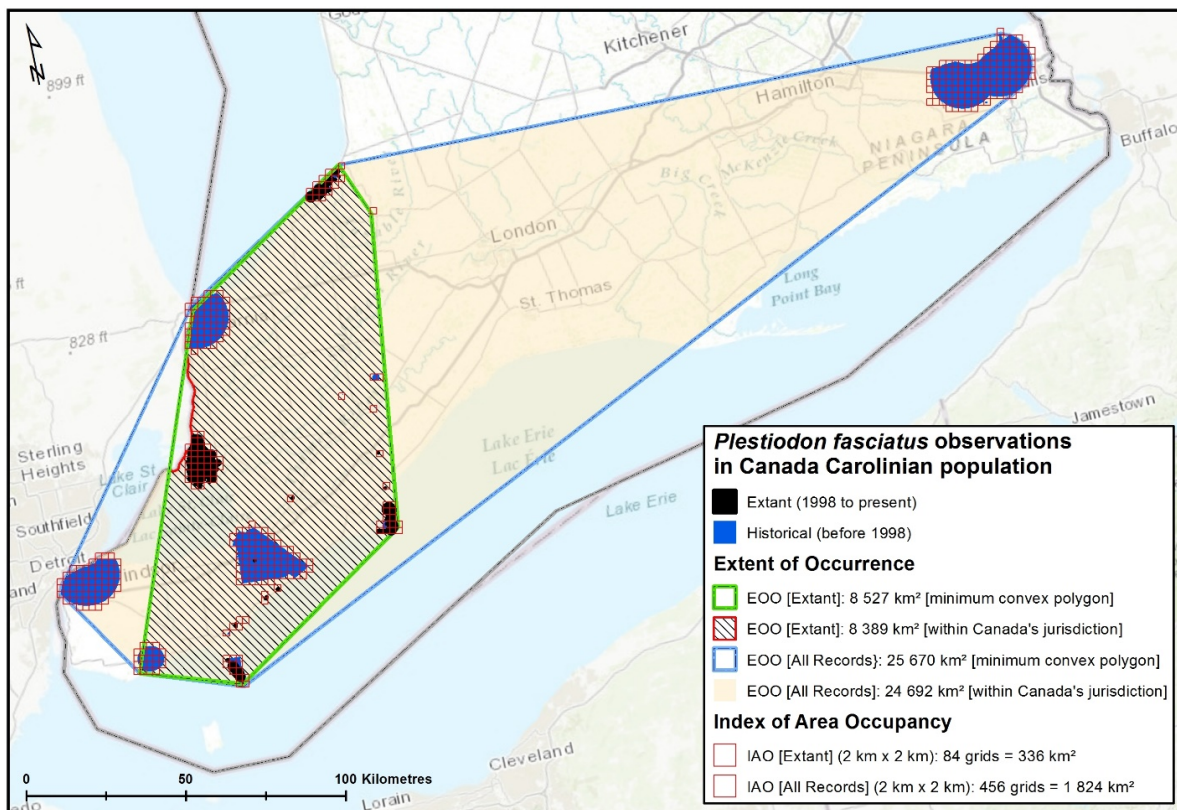 Kitchener
899 ft
Hamilton
Buffalo
NIAGARA
PENINSULA
McKenzie Creek
Big Creek
London
St. Thomas
Long
Point Bay
828 ft
Jamestown
Sterling
Heights
Lake St.
Clair
Southfield
Detroit
Lake Erie
Lac Érie
Lake Erie
Cleveland
Lorain
Plestiodon fasciatus observations
in Canada Carolinian population
Extant (1998 to present)
Historical (before 1998)
Extent of Occurrence
EOO [Extant]: 8 527 km² [minimum convex polygon]
EOO [Extant]: 8 389 km² [within Canada's jurisdiction]
EOO [All Records}: 25 670 km² [minimum convex polygon]
EOO [All Records]: 24 692 km² [within Canada's jurisdiction]
Index of Area Occupancy
IAO [Extant] (2 km x 2 km): 84 grids = 336 km²
IAO [All Records] (2 km x 2 km): 456 grids = 1 824 km²
0 50 100 Kilometres